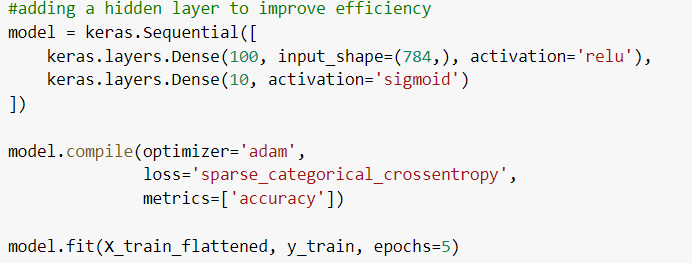 #adding a hidden layer to improve efficiency
model = keras.Sequential([
    keras.layers.Dense(100, input_shape=(784,), activation='relu'),
    keras.layers.Dense(10, activation='sigmoid')
])

model.compile(optimizer='adam',
              loss='sparse_categorical_crossentropy',
              metrics=['accuracy'])

model.fit(X_train_flattened, y_train, epochs=5)